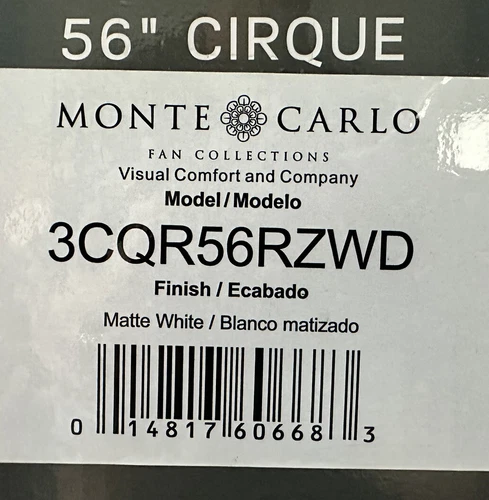 56" CIRQUE
MONTE CARLO
FAN COLLECTIONS
Visual Comfort and Company
Model/Modelo
3CQR56RZWD
Finish / Ecabado
Matte White / Blanco matizado
0 14817 60668 3